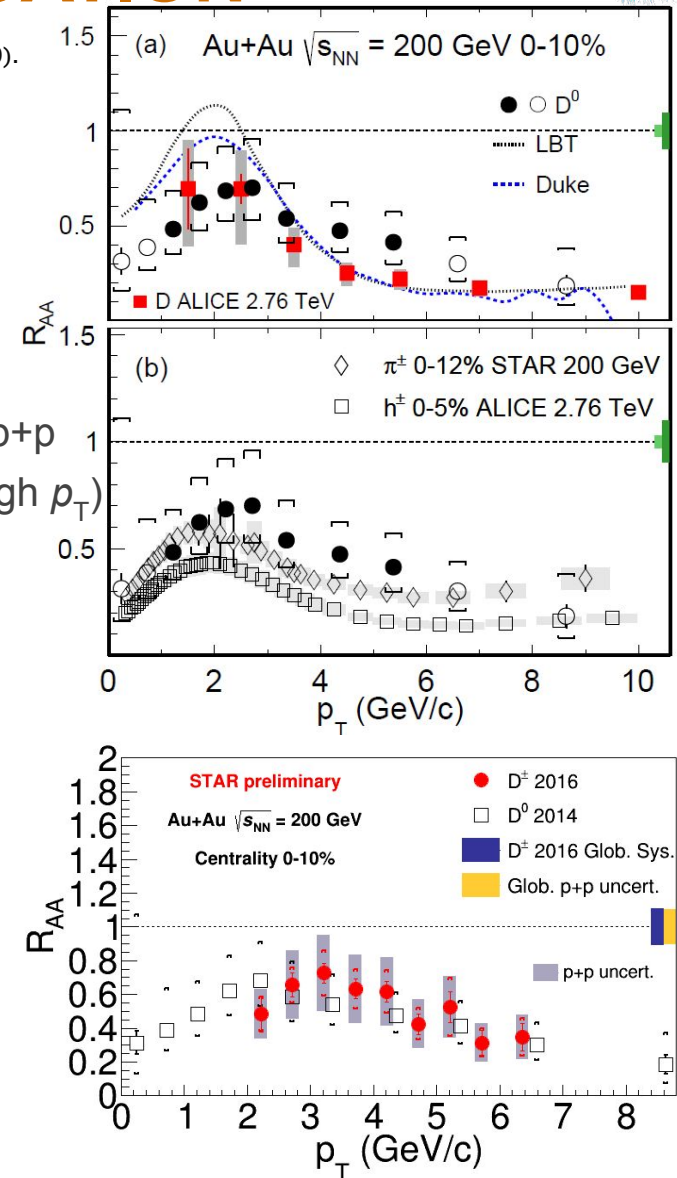 ).
1.5
(a) Au+Au √sNN = 200 GeV 0-10%
D⁰
1
LBT
Duke
0.5
D ALICE 2.76 TeV
RAA
1.5
(b) π± 0-12% STAR 200 GeV
h± 0-5% ALICE 2.76 TeV
p+p
1
gh pT)
0.5
0 2 4 6 8 10
pT (GeV/c)
2
1.8 STAR preliminary D± 2016
1.6 Au+Au √sNN = 200 GeV D⁰ 2014
1.4 D± 2016 Glob. Sys.
Centrality 0-10%
1.2 Glob. p+p uncert.
RAA
1
0.8 p+p uncert.
0.6
0.4
0.2
0
0 1 2 3 4 5 6 7 8
pT (GeV/c)